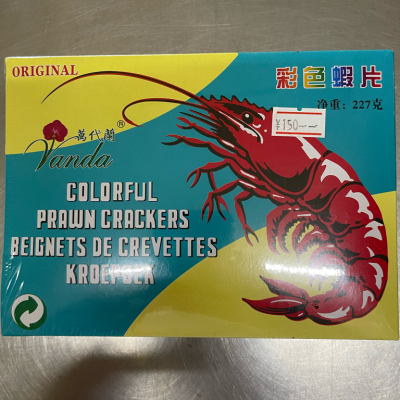 ORIGINAL
彩色蝦片
净重: 227克
¥150--
萬代蘭®
Vanda
COLORFUL
PRAWN CRACKERS
BEIGNETS DE CREVETTES
KROEPOEK